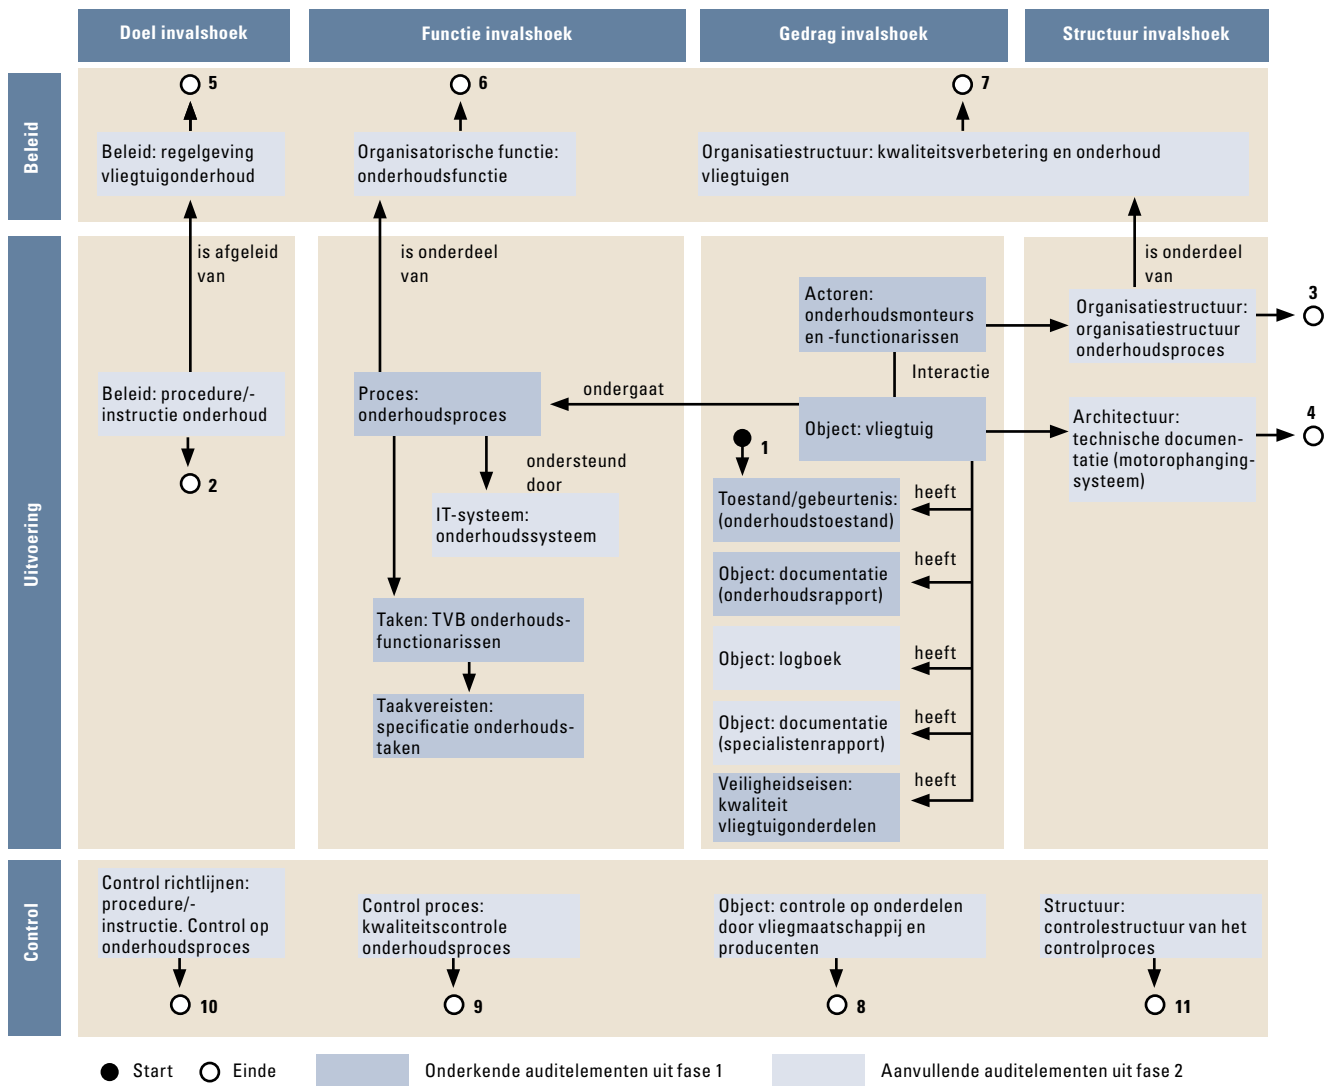 Doel invalshoek
Functie invalshoek
Gedrag invalshoek
Structuur invalshoek
Beleid
5
6
7
Beleid: regelgeving
vliegtuigonderhoud
Organisatorische functie:
onderhoudsfunctie
Organisatiestructuur: kwaliteitsverbetering en onderhoud
vliegtuigen
Uitvoering
is afgeleid
van
is onderdeel
van
is onderdeel
van
Actoren:
onderhoudsmonteurs
en -functionarissen
Organisatiestructuur:
organisatiestructuur
onderhoudsproces
3
Interactie
Beleid: procedure/-
instructie onderhoud
2
Proces:
onderhoudsproces
ondergaat
Object: vliegtuig
Architectuur:
technische documen-
tatie (motorophanging-
systeem)
4
1
ondersteund
door
IT-systeem:
onderhoudssysteem
Toestand/gebeurtenis:
(onderhoudstoestand)
heeft
Object: documentatie
(onderhoudsrapport)
heeft
Taken: TVB onderhouds-
functionarissen
Object: logboek
heeft
Taakvereisten:
specificatie onderhouds-
taken
Object: documentatie
(specialistenrapport)
heeft
Veiligheidseisen:
kwaliteit
vliegtuigonderdelen
heeft
Control
Control richtlijnen:
procedure/-
instructie. Control op
onderhoudsproces
10
Control proces:
kwaliteitscontrole
onderhoudsproces
9
Object: controle op onderdelen
door vliegmaatschappij en
producenten
8
Structuur:
controlestructuur van het
controlproces
11
Start
Einde
Onderkende auditelementen uit fase 1
Aanvullende auditelementen uit fase 2